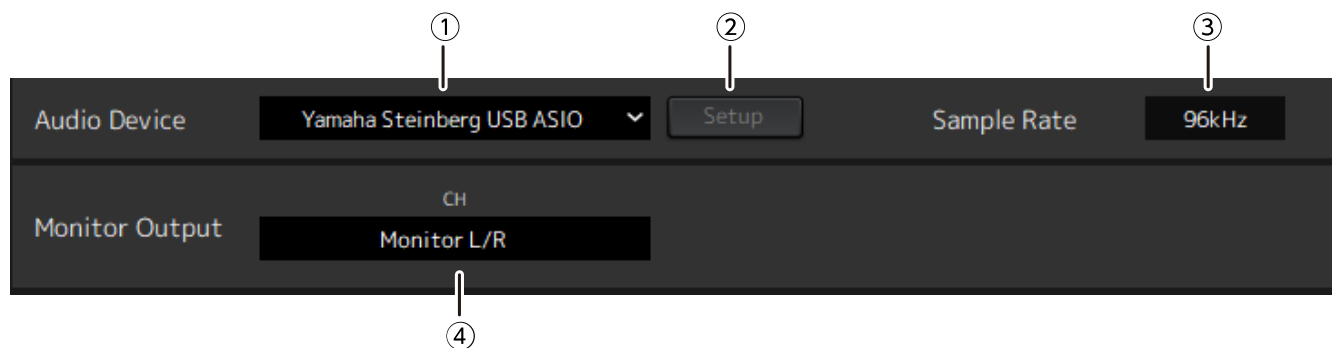 ① ② ③
Audio Device Yamaha Steinberg USB ASIO Setup Sample Rate 96kHz
CH
Monitor Output Monitor L/R
④